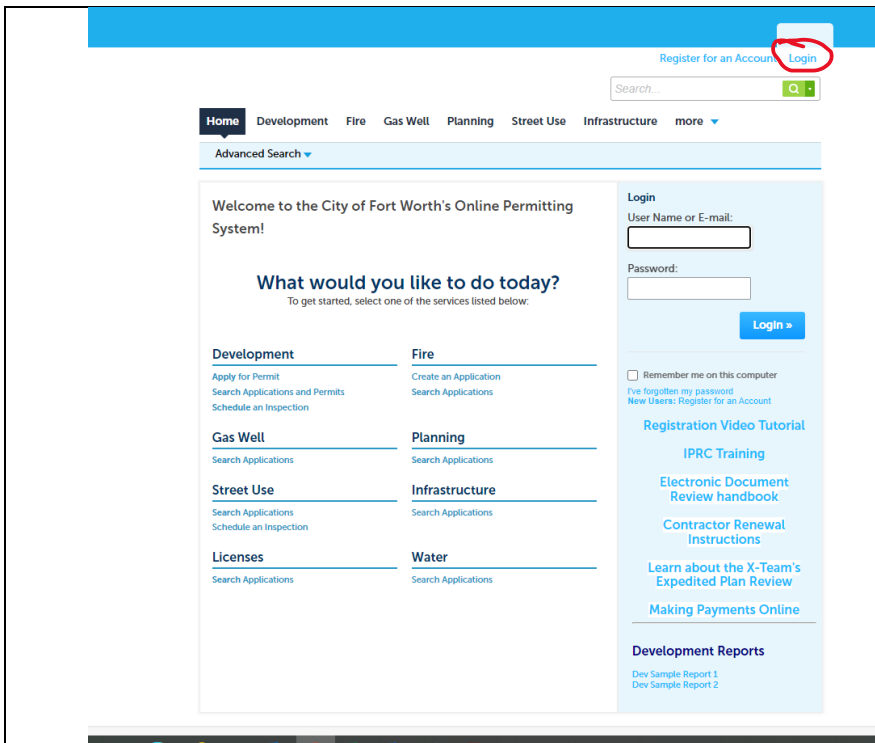 Register for an Account Login
Search...
Home Development Fire Gas Well Planning Street Use Infrastructure more
Advanced Search
Welcome to the City of Fort Worth's Online Permitting
System!
What would you like to do today?
To get started, select one of the services listed below:
Development
Apply for Permit
Search Applications and Permits
Schedule an Inspection
Fire
Create an Application
Search Applications
Gas Well
Search Applications
Planning
Search Applications
Street Use
Search Applications
Schedule an Inspection
Infrastructure
Search Applications
Licenses
Search Applications
Water
Search Applications
Login
User Name or E-mail:
Password:
Login »
Remember me on this computer
I've forgotten my password
New Users: Register for an Account
Registration Video Tutorial
IPRC Training
Electronic Document
Review handbook
Contractor Renewal
Instructions
Learn about the X-Team's
Expedited Plan Review
Making Payments Online
Development Reports
Dev Sample Report 1
Dev Sample Report 2